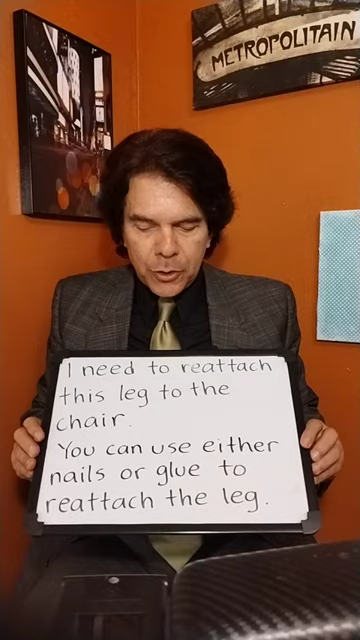 METROPOLITAIN
I need to reattach
this leg to the
chair.
You can use either
nails or glue to
reattach the leg.